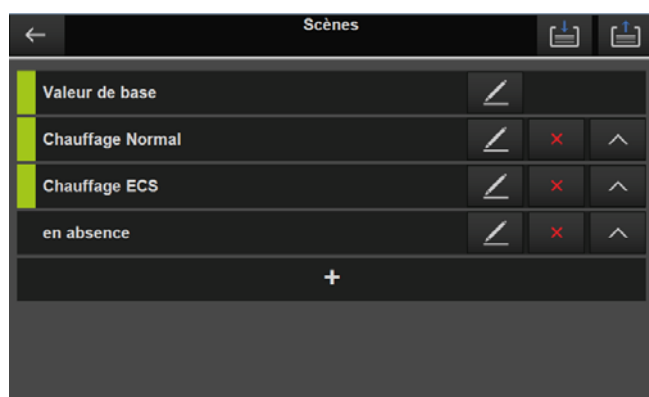 Scènes
Valeur de base
Chauffage Normal
Chauffage ECS
en absence